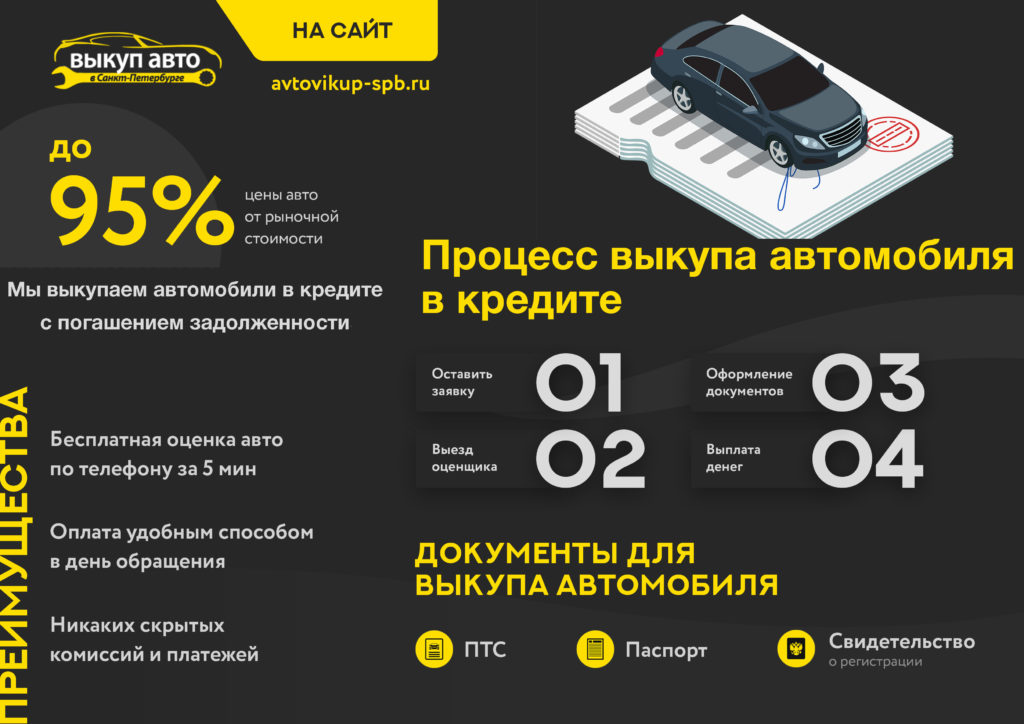 выкуп авто
в Санкт-Петербурге
НА САЙТ
avtovikup-spb.ru
до
95%
цены авто
от рыночной
стоимости
Мы выкупаем автомобили в кредите
с погашением задолженности
ПРЕИМУЩЕСТВА
Бесплатная оценка авто
по телефону за 5 мин
Оплата удобным способом
в день обращения
Никаких скрытых
комиссий и платежей
Процесс выкупа автомобиля
в кредите
Оставить
заявку
01
Выезд
оценщика
02
Оформление
документов
03
Выплата
денег
04
ДОКУМЕНТЫ ДЛЯ
ВЫКУПА АВТОМОБИЛЯ
ПТС
Паспорт
Свидетельство
о регистрации